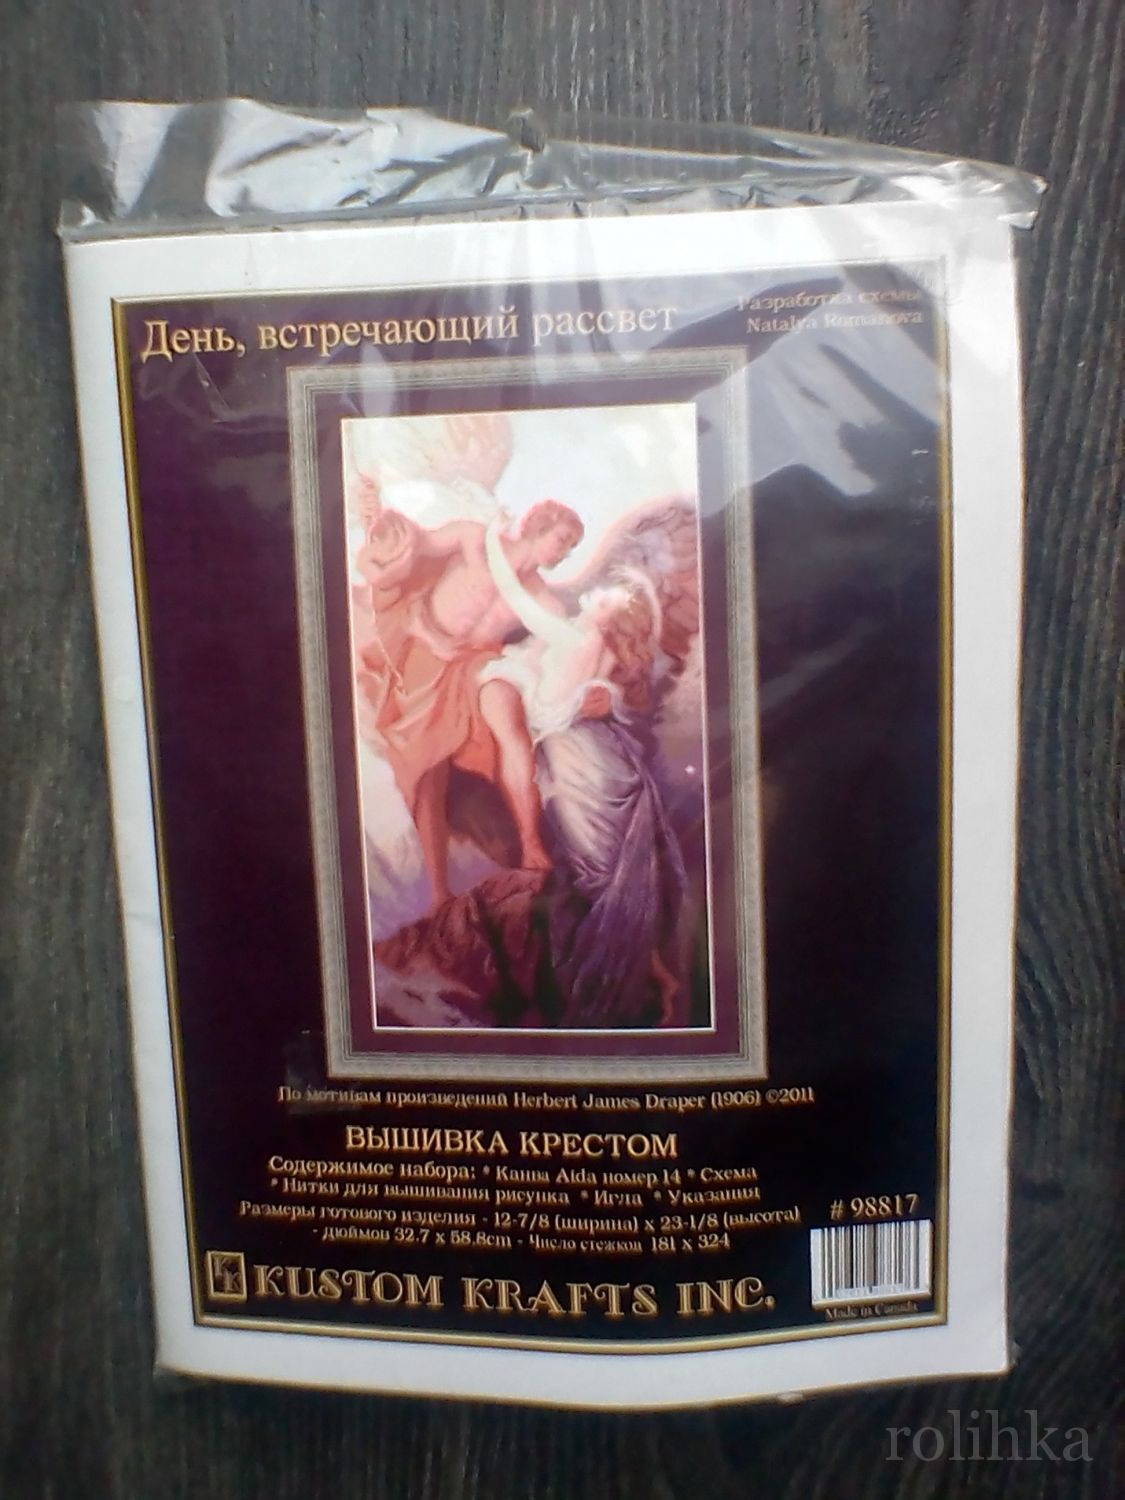 День, встречающий рассвет
Разработка схемы
Natalya Romanova
По мотивам произведений Herbert James Draper (1906) ©2011
ВЫШИВКА КРЕСТОМ
Содержимое набора: * Канва Aida номер 14 * Схема
* Нитки для вышивания рисунка * Игла * Указания
Размеры готового изделия - 12-7/8 (ширина) x 23-1/8 (высота)
- дюймов 32.7 x 58.8cm - Число стежков 181 x 324
# 98817
KK KUSTOM KRAFTS INC.
Made in Canada
rolihka